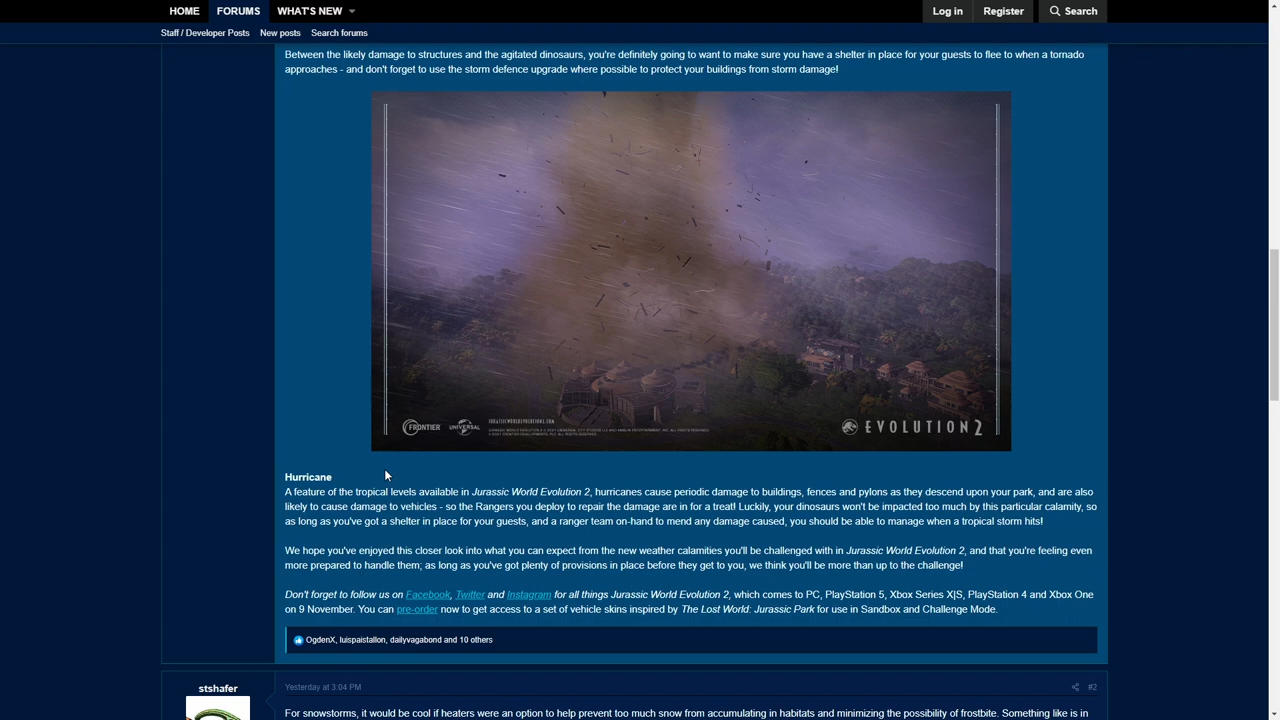 HOME FORUMS WHAT'S NEW Log in Register Search
Staff / Developer Posts New posts Search forums
Between the likely damage to structures and the agitated dinosaurs, you're definitely going to want to make sure you have a shelter in place for your guests to flee to when a tornado
approaches - and don't forget to use the storm defence upgrade where possible to protect your buildings from storm damage!
FRONTIER UNIVERSAL EVOLUTION 2
Hurricane
A feature of the tropical levels available in Jurassic World Evolution 2, hurricanes cause periodic damage to buildings, fences and pylons as they descend upon your park, and are also
likely to cause damage to vehicles - so the Rangers you deploy to repair the damage are in for a treat! Luckily, your dinosaurs won't be impacted too much by this particular calamity, so
as long as you've got a shelter in place for your guests, and a ranger team on-hand to mend any damage caused, you should be able to manage when a tropical storm hits!
We hope you've enjoyed this closer look into what you can expect from the new weather calamities you'll be challenged with in Jurassic World Evolution 2, and that you're feeling even
more prepared to handle them; as long as you've got plenty of provisions in place before they get to you, we think you'll be more than up to the challenge!
Don't forget to follow us on Facebook, Twitter and Instagram for all things Jurassic World Evolution 2, which comes to PC, PlayStation 5, Xbox Series X|S, PlayStation 4 and Xbox One
on 9 November. You can pre-order now to get access to a set of vehicle skins inspired by The Lost World: Jurassic Park for use in Sandbox and Challenge Mode.
OgdenX, luispaistallon, dailyvagabond and 10 others
stshafer Yesterday at 3:04 PM #2
For snowstorms, it would be cool if heaters were an option to help prevent too much snow from accumulating in habitats and minimizing the possibility of frostbite. Something like is in